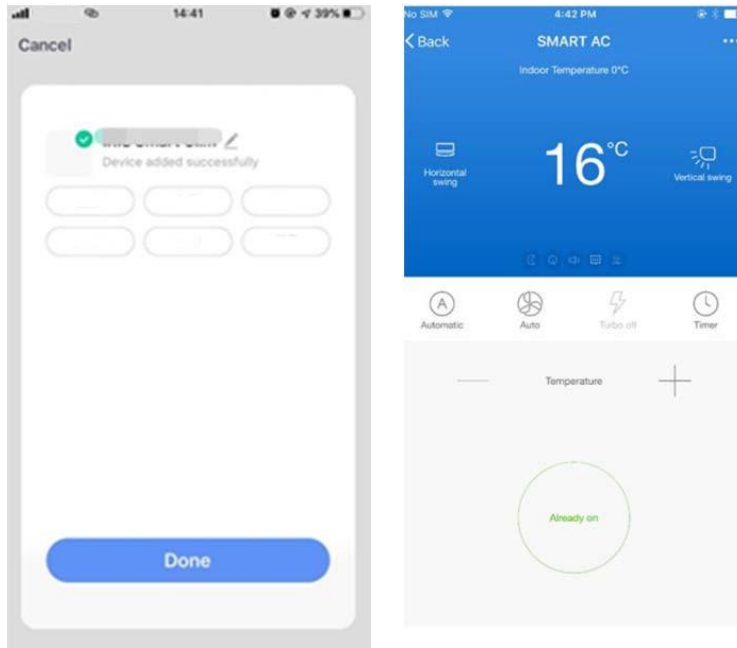 14:41
39%
Cancel
Device added successfully
Done
No SIM
4:42 PM
Back
SMART AC
Indoor Temperature 0°C
16°C
Horizontal
swing
Vertical swing
A
Automatic
Auto
Turbo off
Timer
Temperature
Already on